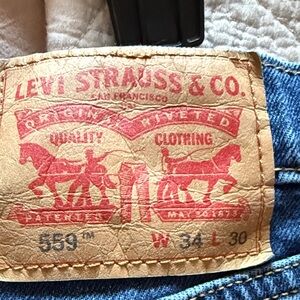 LEVI STRAUSS & CO.
SAN FRANCISCO
ORIGINAL RIVETED
QUALITY CLOTHING
PATENTED MAY 20 1873
559™ W 34 L 30